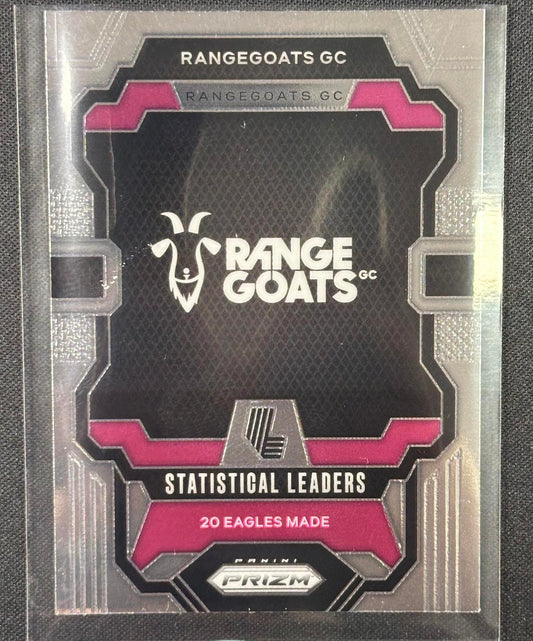 RANGEGOATS GC
RANGEGOATS GC
RANGE
GOATS GC
STATISTICAL LEADERS
20 EAGLES MADE
PANINI
PRIZM